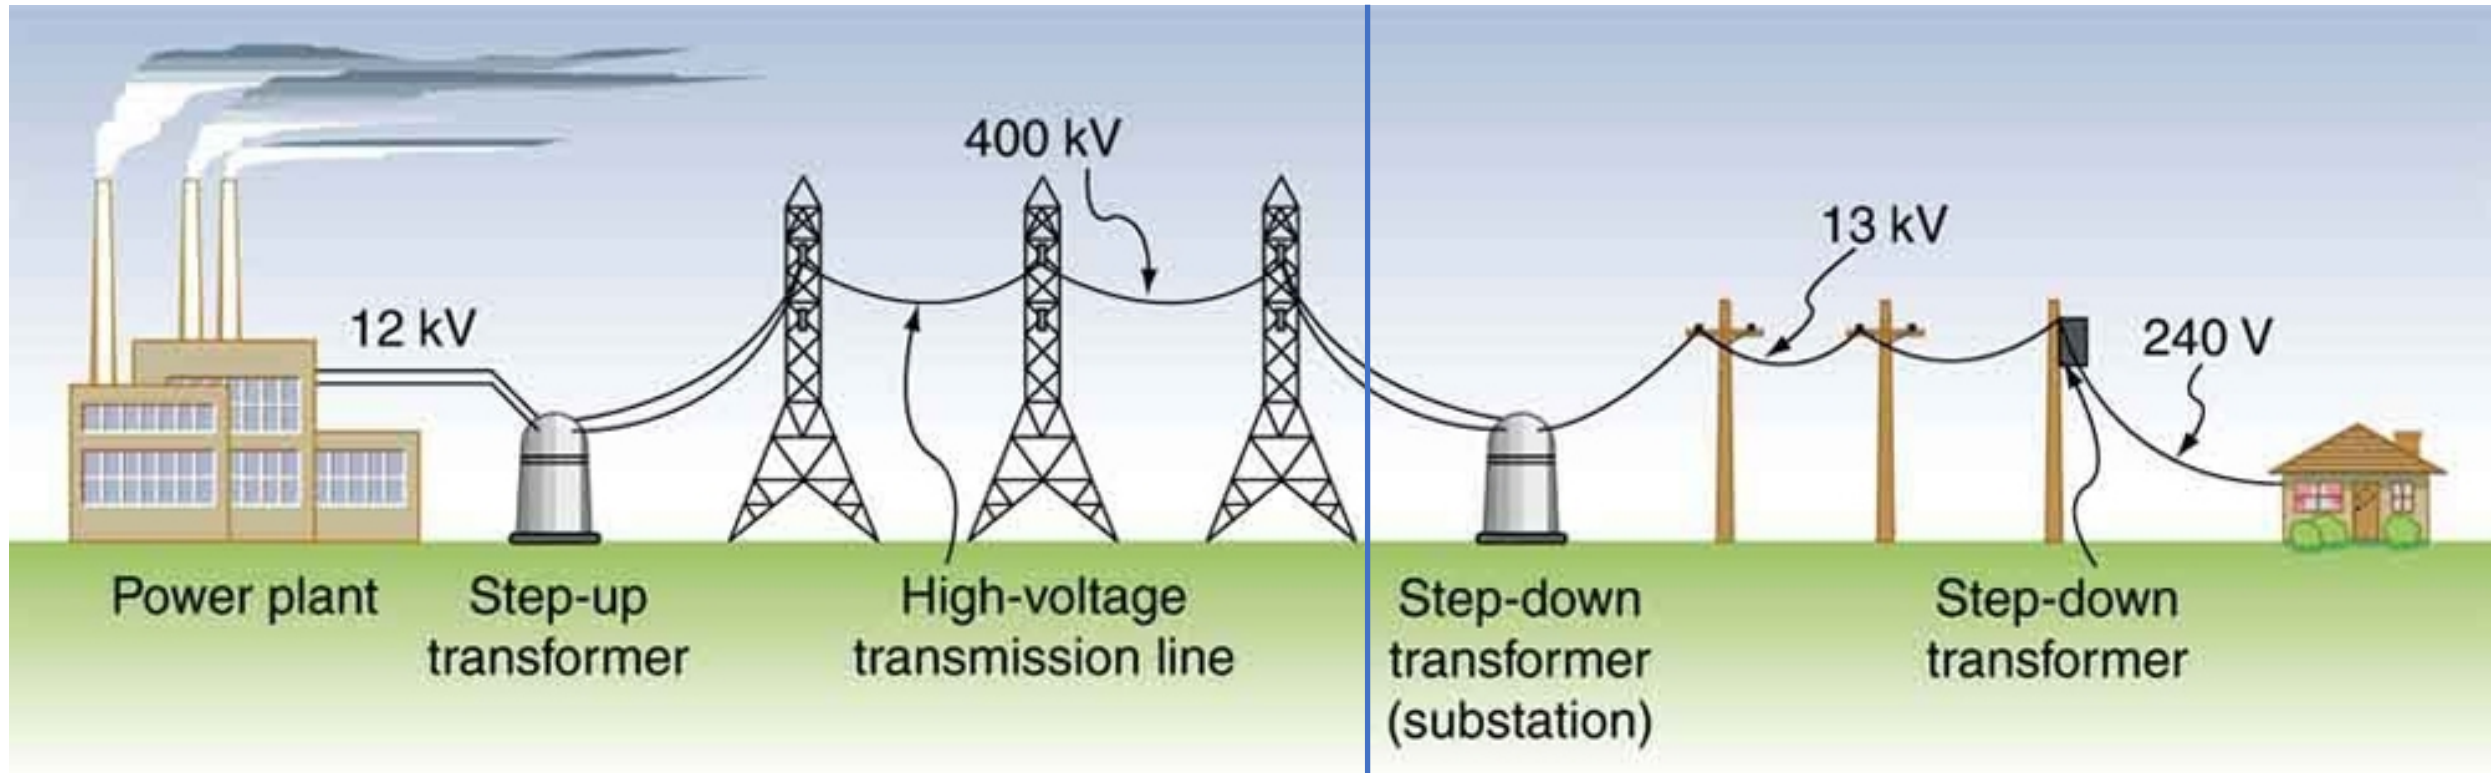 400 kV
13 kV
12 kV
240 V
Power plant
Step-up
transformer
High-voltage
transmission line
Step-down
transformer
(substation)
Step-down
transformer